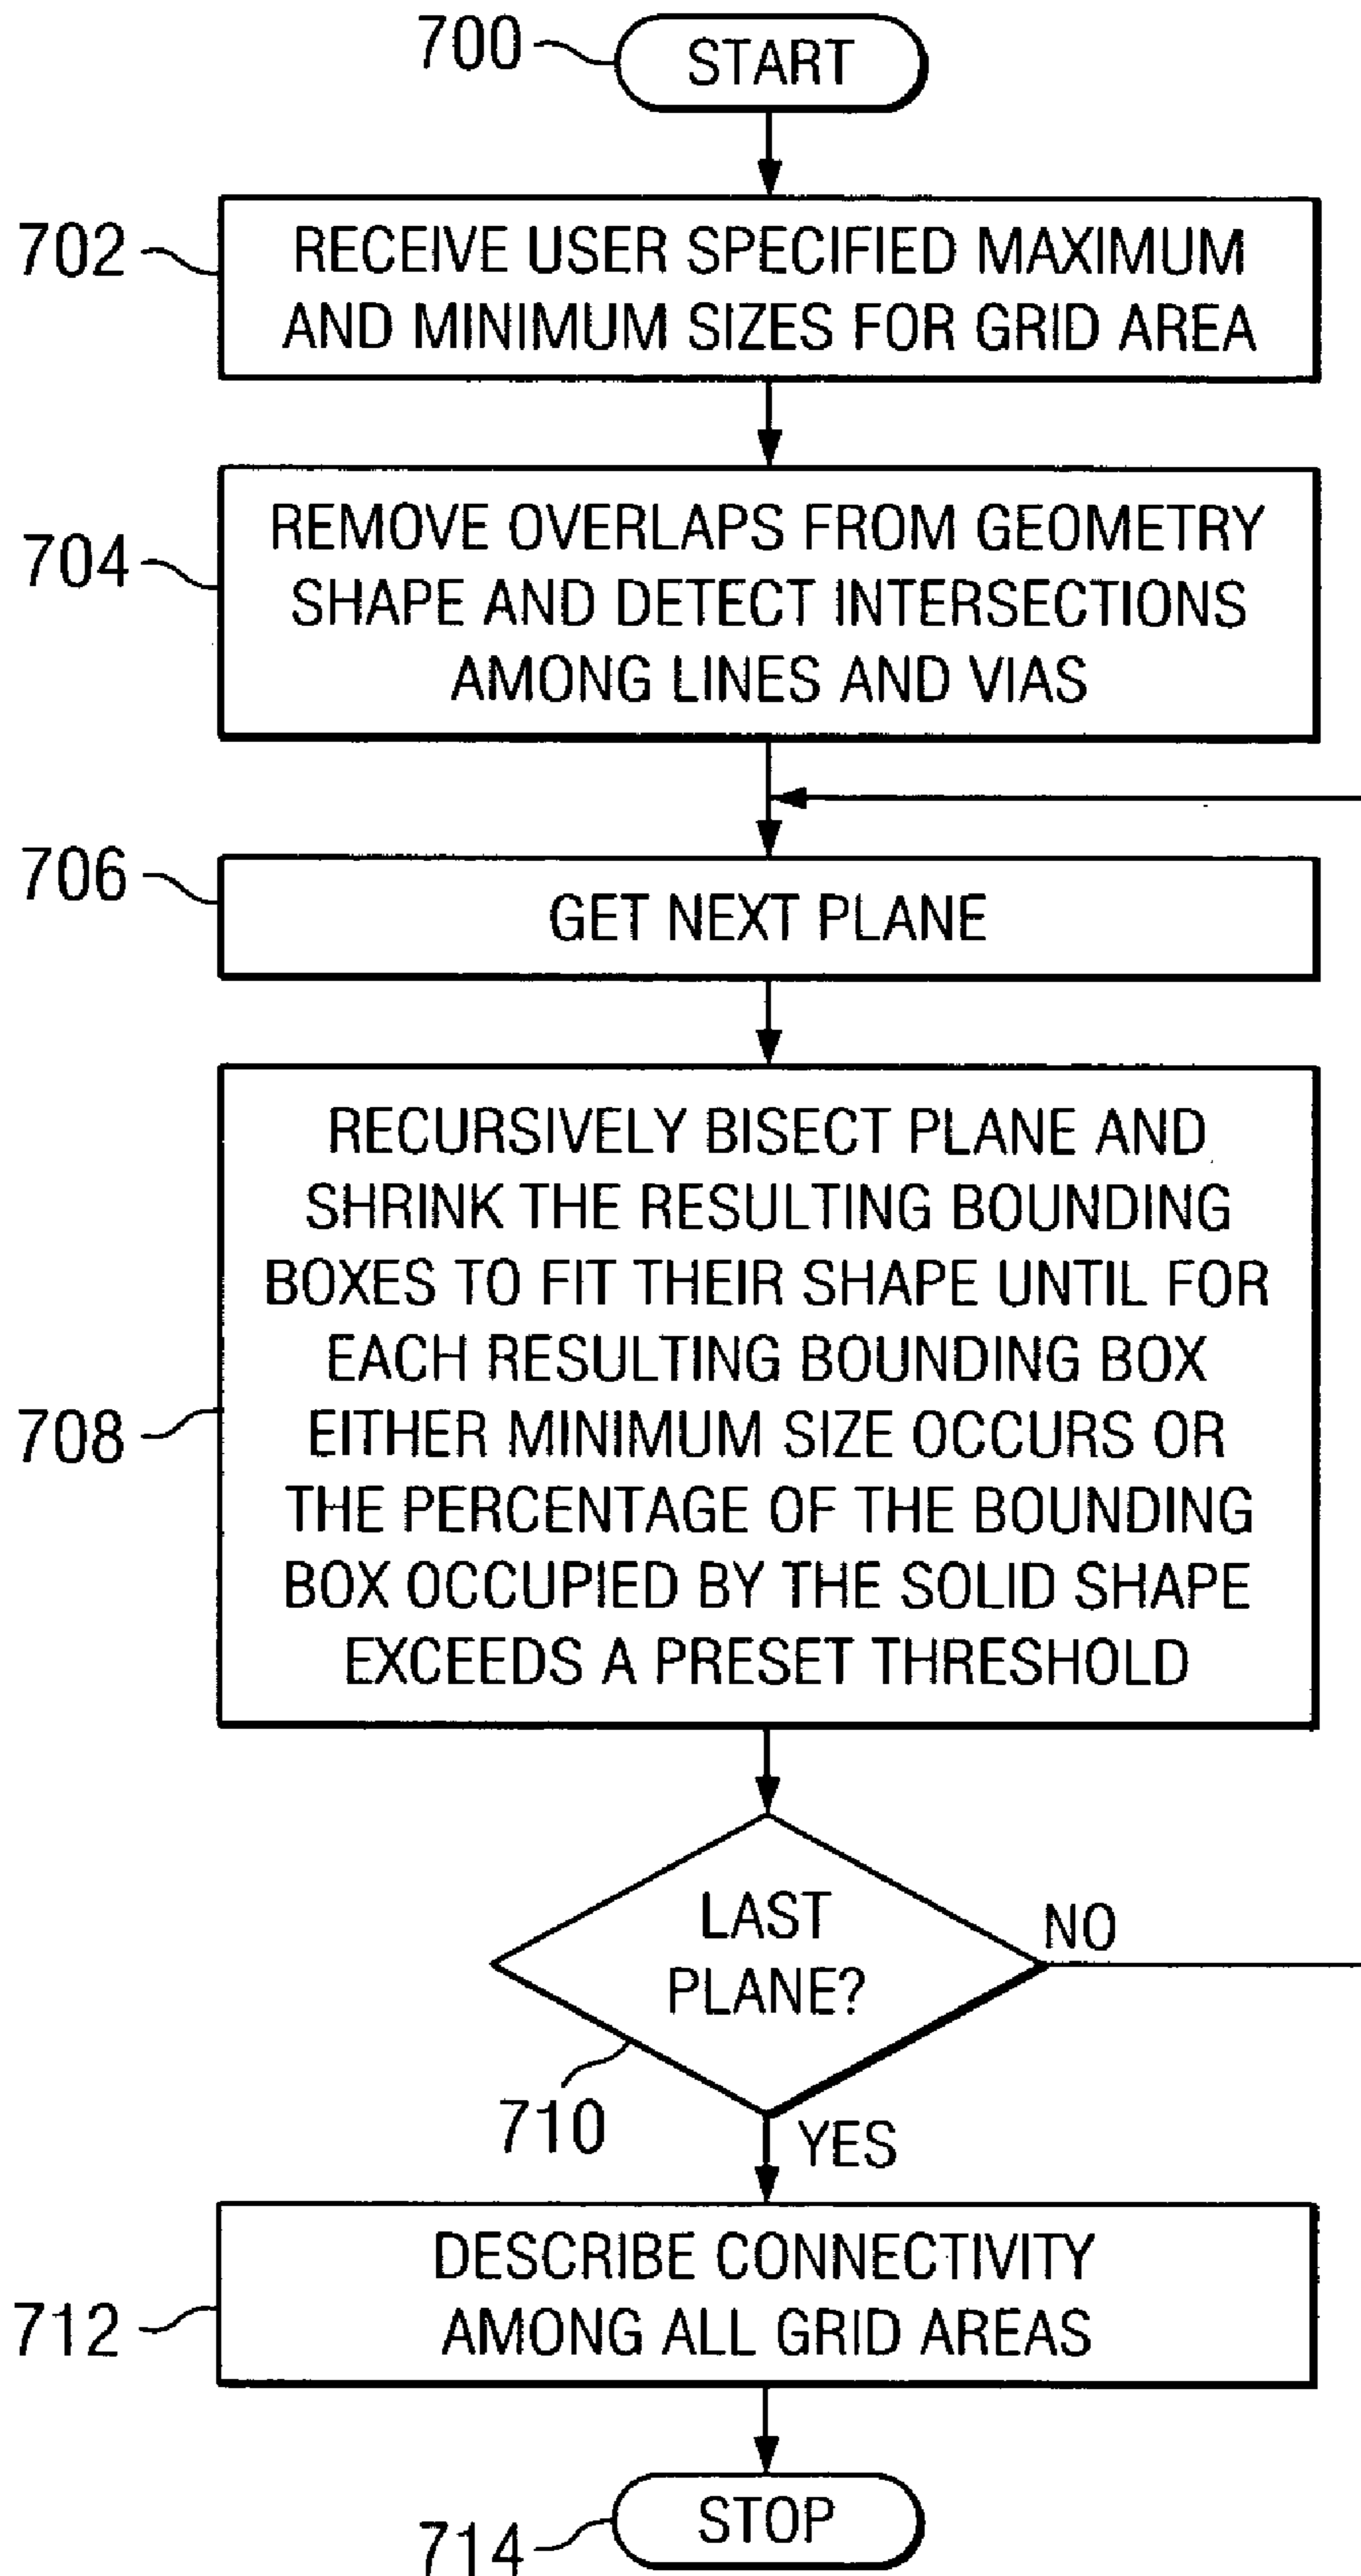 700
START
702
RECEIVE USER SPECIFIED MAXIMUM
AND MINIMUM SIZES FOR GRID AREA
704
REMOVE OVERLAPS FROM GEOMETRY
SHAPE AND DETECT INTERSECTIONS
AMONG LINES AND VIAS
706
GET NEXT PLANE
708
RECURSIVELY BISECT PLANE AND
SHRINK THE RESULTING BOUNDING
BOXES TO FIT THEIR SHAPE UNTIL FOR
EACH RESULTING BOUNDING BOX
EITHER MINIMUM SIZE OCCURS OR
THE PERCENTAGE OF THE BOUNDING
BOX OCCUPIED BY THE SOLID SHAPE
EXCEEDS A PRESET THRESHOLD
LAST
PLANE?
NO
710
YES
712
DESCRIBE CONNECTIVITY
AMONG ALL GRID AREAS
714
STOP